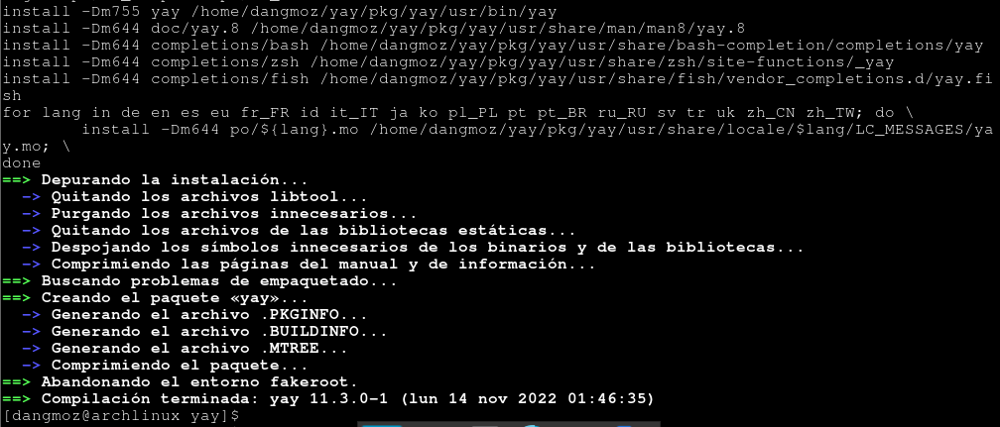 install -Dm755 yay /home/dangmoz/yay/pkg/yay/usr/bin/yay
install -Dm644 doc/yay.8 /home/dangmoz/yay/pkg/yay/usr/share/man/man8/yay.8
install -Dm644 completions/bash /home/dangmoz/yay/pkg/yay/usr/share/bash-completion/completions/yay
install -Dm644 completions/zsh /home/dangmoz/yay/pkg/yay/usr/share/zsh/site-functions/_yay
install -Dm644 completions/fish /home/dangmoz/yay/pkg/yay/usr/share/fish/vendor_completions.d/yay.fi
sh
for lang in de en es eu fr_FR id it_IT ja ko pl_PL pt pt_BR ru_RU sv tr uk zh_CN zh_TW; do \
        install -Dm644 po/${lang}.mo /home/dangmoz/yay/pkg/yay/usr/share/locale/$lang/LC_MESSAGES/ya
y.mo; \
done
==> Depurando la instalación...
  -> Quitando los archivos libtool...
  -> Purgando los archivos innecesarios...
  -> Quitando los archivos de las bibliotecas estáticas...
  -> Despojando los símbolos innecesarios de los binarios y de las bibliotecas...
  -> Comprimiendo las páginas del manual y de información...
==> Buscando problemas de empaquetado...
==> Creando el paquete «yay»...
  -> Generando el archivo .PKGINFO...
  -> Generando el archivo .BUILDINFO...
  -> Generando el archivo .MTREE...
  -> Comprimiendo el paquete...
==> Abandonando el entorno fakeroot.
==> Compilación terminada: yay 11.3.0-1 (lun 14 nov 2022 01:46:35)
[dangmoz@archlinux yay]$